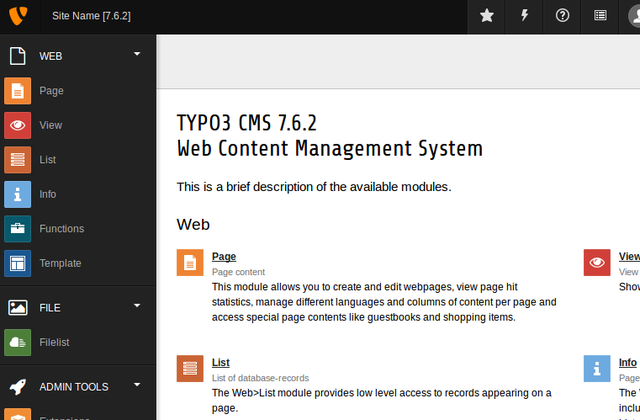 Site Name [7.6.2]
WEB
Page
View
List
Info
Functions
Template
FILE
Filelist
ADMIN TOOLS
TYPO3 CMS 7.6.2
Web Content Management System
This is a brief description of the available modules.
Web
Page
Page content
This module allows you to create and edit webpages, view page hit
statistics, manage different languages and columns of content per page and
access special page contents like guestbooks and shopping items.
View
View
Show
List
List of database-records
The Web>List module provides low level access to records appearing on a
page.
Info
Page
The